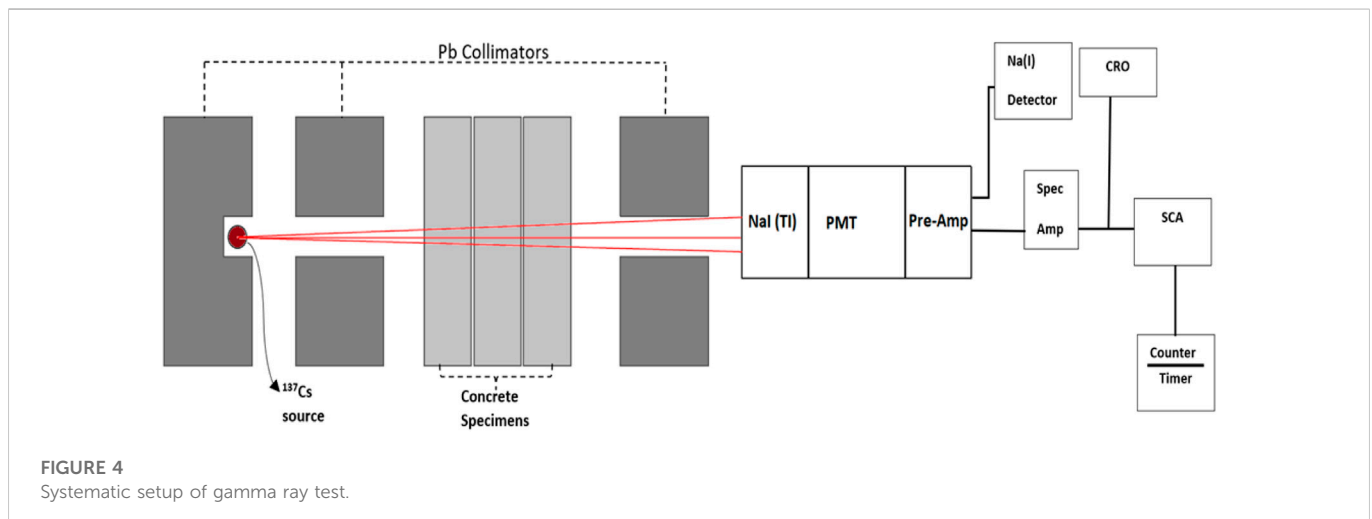 Pb Collimators
Na(I)
Detector
CRO
NaI (TI)
PMT
Pre-Amp
Spec
Amp
SCA
Counter
Timer
¹³⁷Cs
source
Concrete
Specimens
FIGURE 4
Systematic setup of gamma ray test.